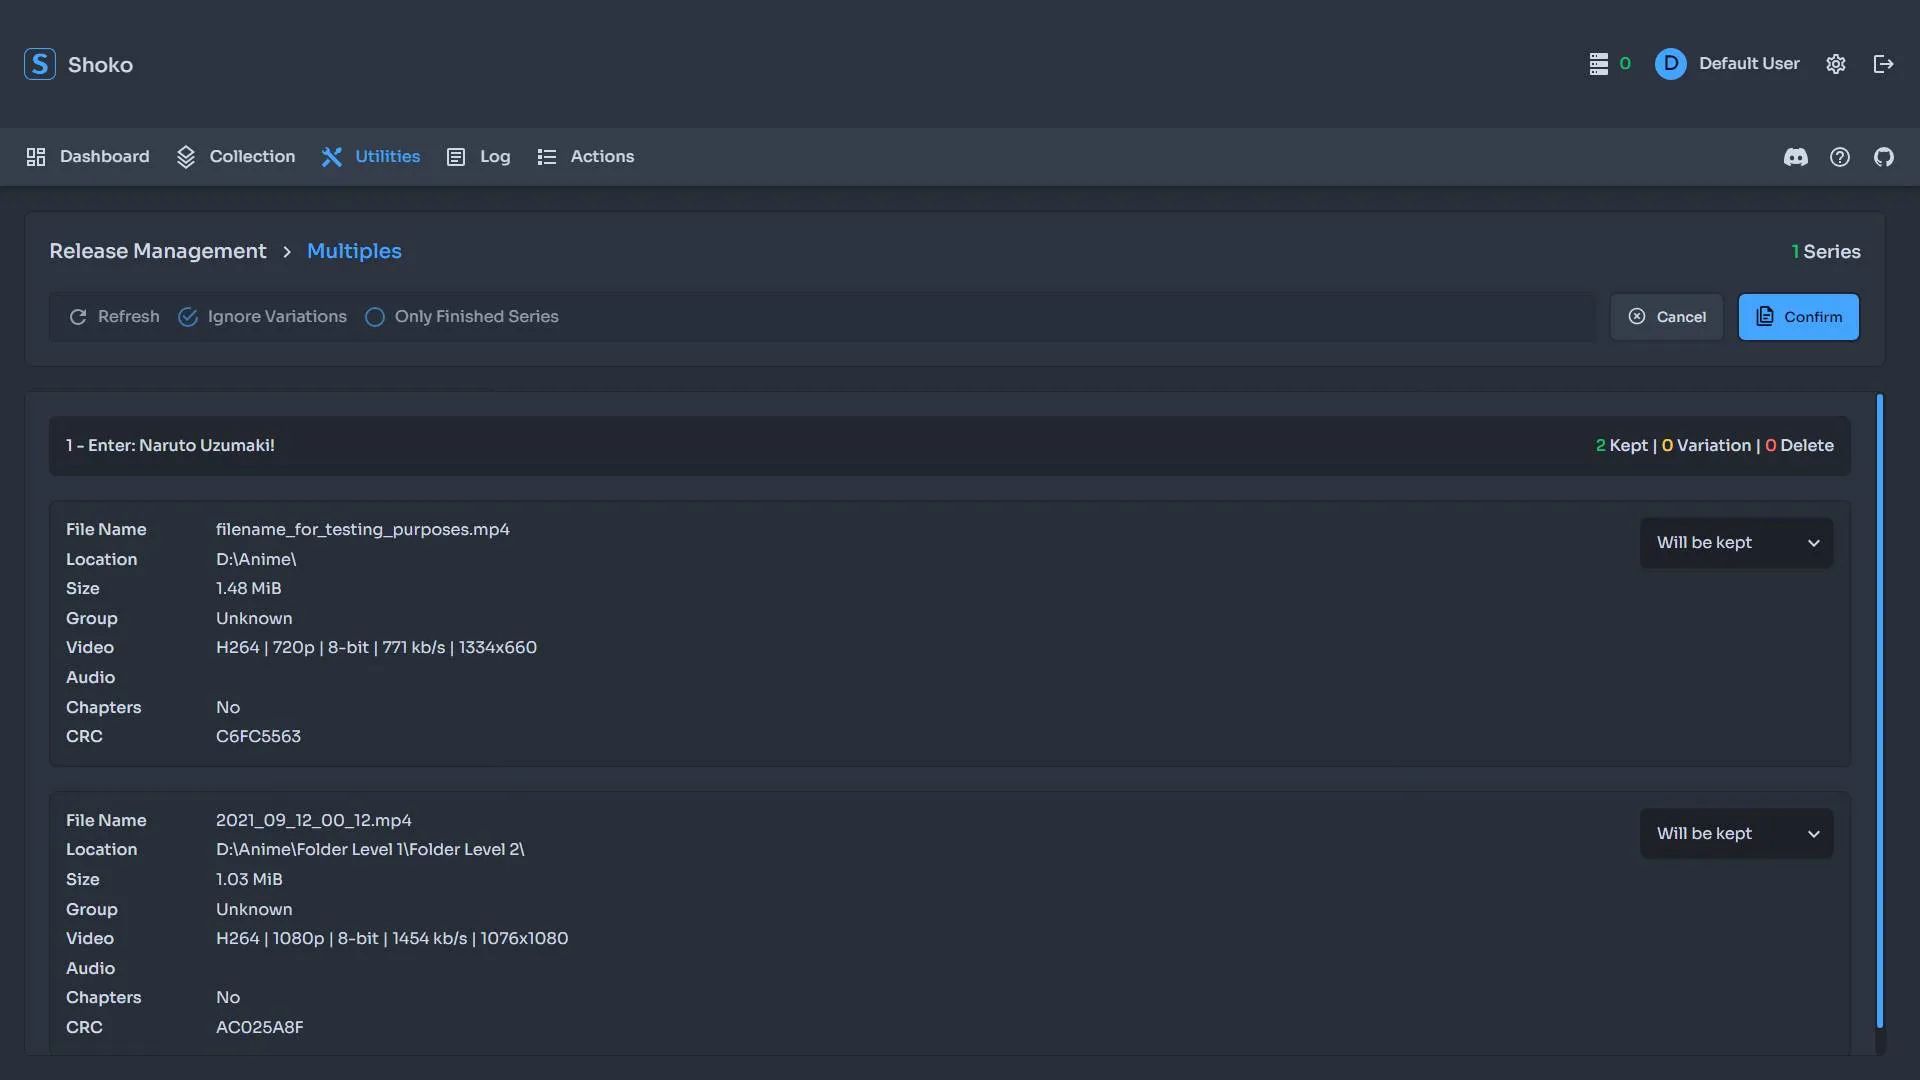 S Shoko
0 D Default User
Dashboard Collection Utilities Log Actions
Release Management > Multiples 1 Series
Refresh Ignore Variations Only Finished Series Cancel Confirm
1 - Enter: Naruto Uzumaki! 2 Kept | 0 Variation | 0 Delete
File Name filename_for_testing_purposes.mp4 Will be kept
Location D:\Anime\
Size 1.48 MiB
Group Unknown
Video H264 | 720p | 8-bit | 771 kb/s | 1334x660
Audio
Chapters No
CRC C6FC5563
File Name 2021_09_12_00_12.mp4 Will be kept
Location D:\Anime\Folder Level 1\Folder Level 2\
Size 1.03 MiB
Group Unknown
Video H264 | 1080p | 8-bit | 1454 kb/s | 1076x1080
Audio
Chapters No
CRC AC025A8F